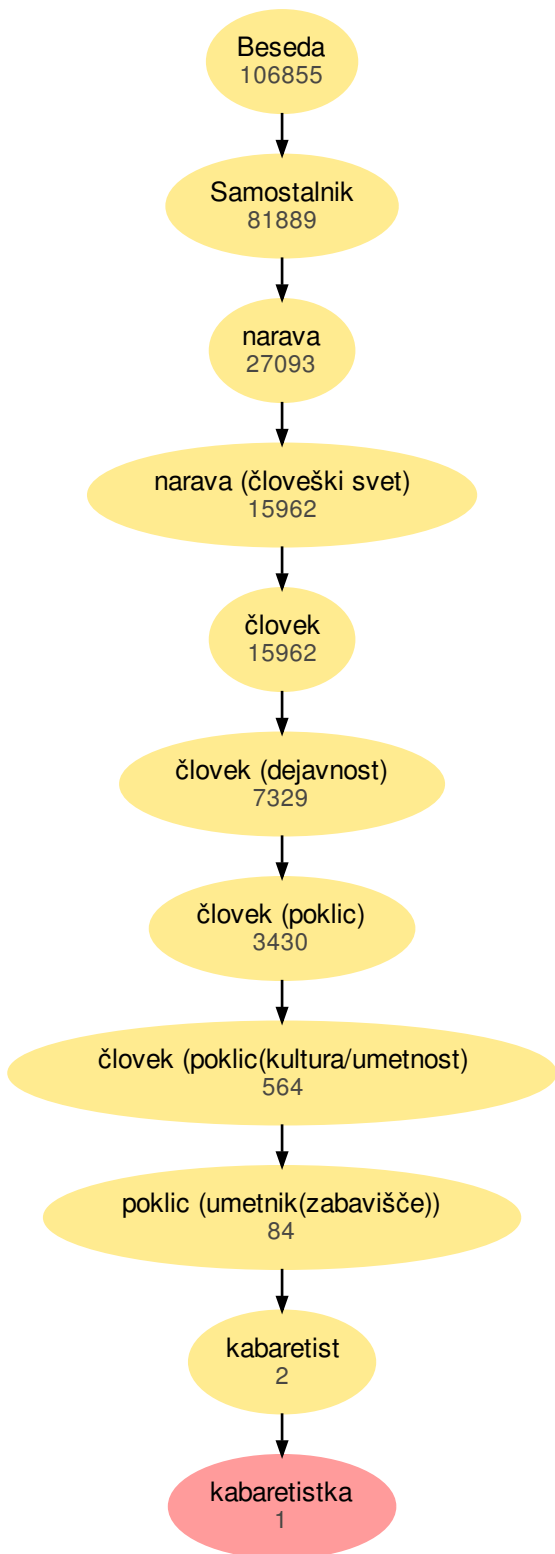 Beseda
106855
Samostalnik
81889
narava
27093
narava (človeški svet)
15962
človek
15962
človek (dejavnost)
7329
človek (poklic)
3430
človek (poklic(kultura/umetnost)
564
poklic (umetnik(zabavišče))
84
kabaretist
2
kabaretistka
1